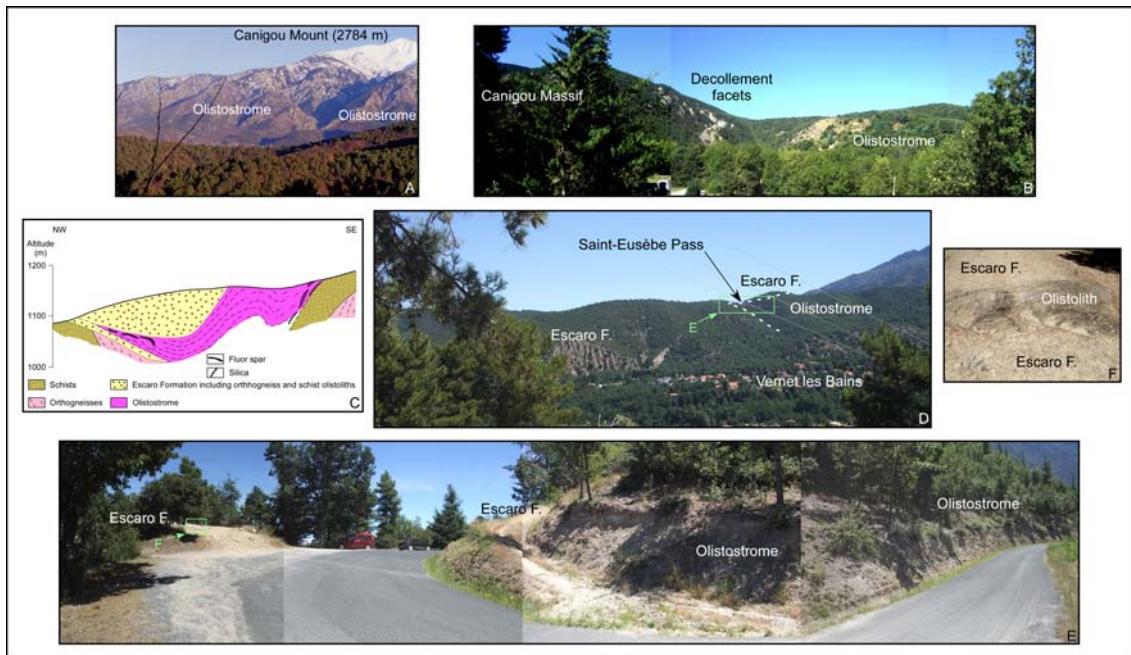 Canigou Mount (2784 m)
Olistostrome
Olistostrome
A
Canigou Massif
Decollement
facets
Olistostrome
B
NW
SE
Altitude
(m)
1200
1100
1000
Fluor spar
Silica
Schists
Escaro Formation including orthhogneiss and schist olistoliths
Orthogneisses
Olistostrome
C
Saint-Eusèbe Pass
Escaro F.
Olistostrome
E
Escaro F.
Vernet les Bains
D
Escaro F.
Olistolith
Escaro F.
F
Escaro F.
F
Escaro F.
Olistostrome
Olistostrome
E